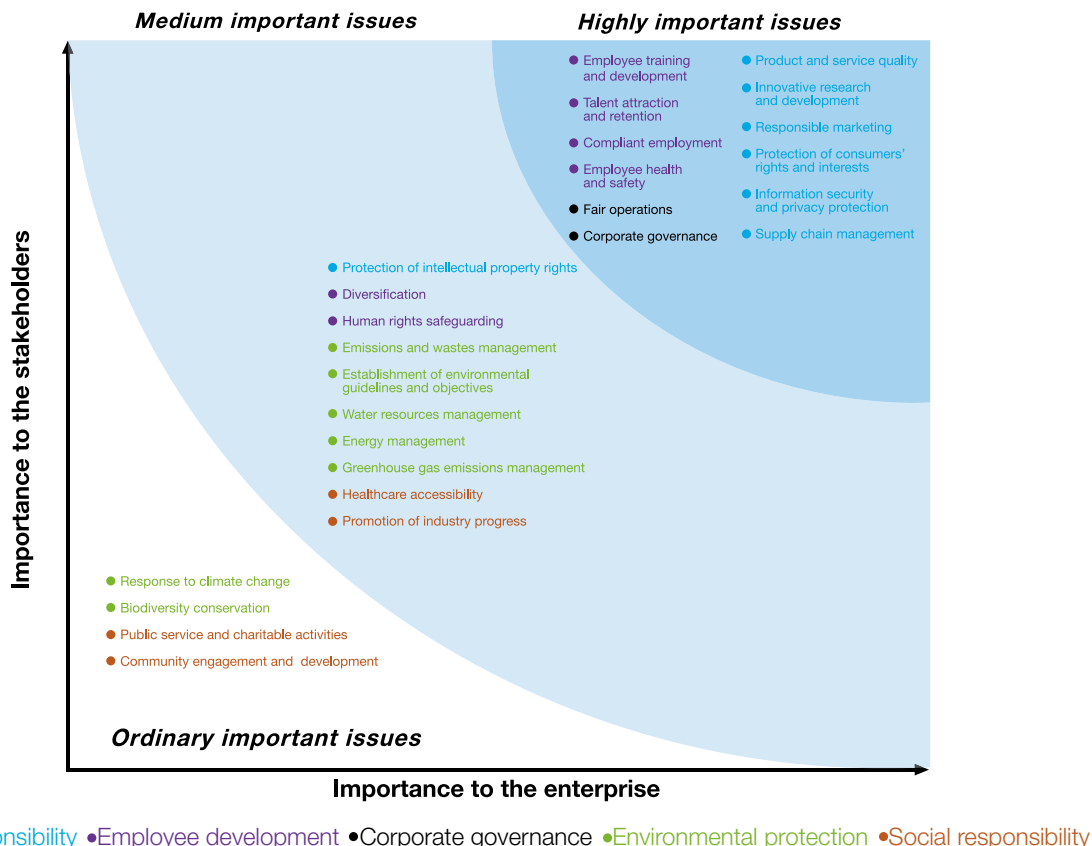 Medium important issues
Highly important issues
Employee training
and development
Talent attraction
and retention
Compliant employment
Employee health
and safety
Fair operations
Corporate governance
Product and service quality
Innovative research
and development
Responsible marketing
Protection of consumers'
rights and interests
Information security
and privacy protection
Supply chain management
Protection of intellectual property rights
Diversification
Human rights safeguarding
Emissions and wastes management
Establishment of environmental
guidelines and objectives
Water resources management
Energy management
Greenhouse gas emissions management
Healthcare accessibility
Promotion of industry progress
Response to climate change
Biodiversity conservation
Public service and charitable activities
Community engagement and development
Ordinary important issues
Importance to the stakeholders
Importance to the enterprise
Employee development Corporate governance Environmental protection Social responsibility